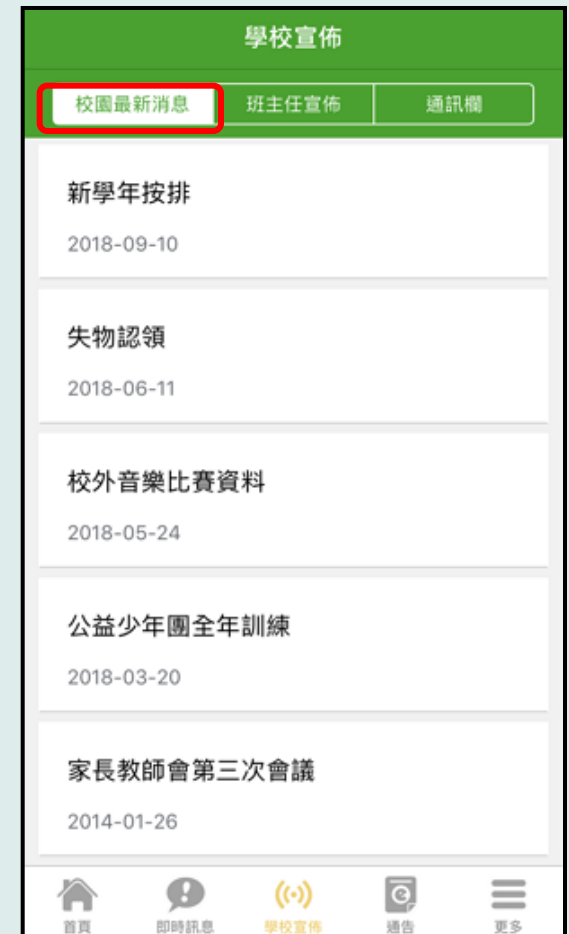 學校宣佈
校園最新消息 班主任宣佈 通訊欄
新學年按排
2018-09-10
失物認領
2018-06-11
校外音樂比賽資料
2018-05-24
公益少年團全年訓練
2018-03-20
家長教師會第三次會議
2014-01-26
首頁 即時訊息 學校宣佈 通告 更多